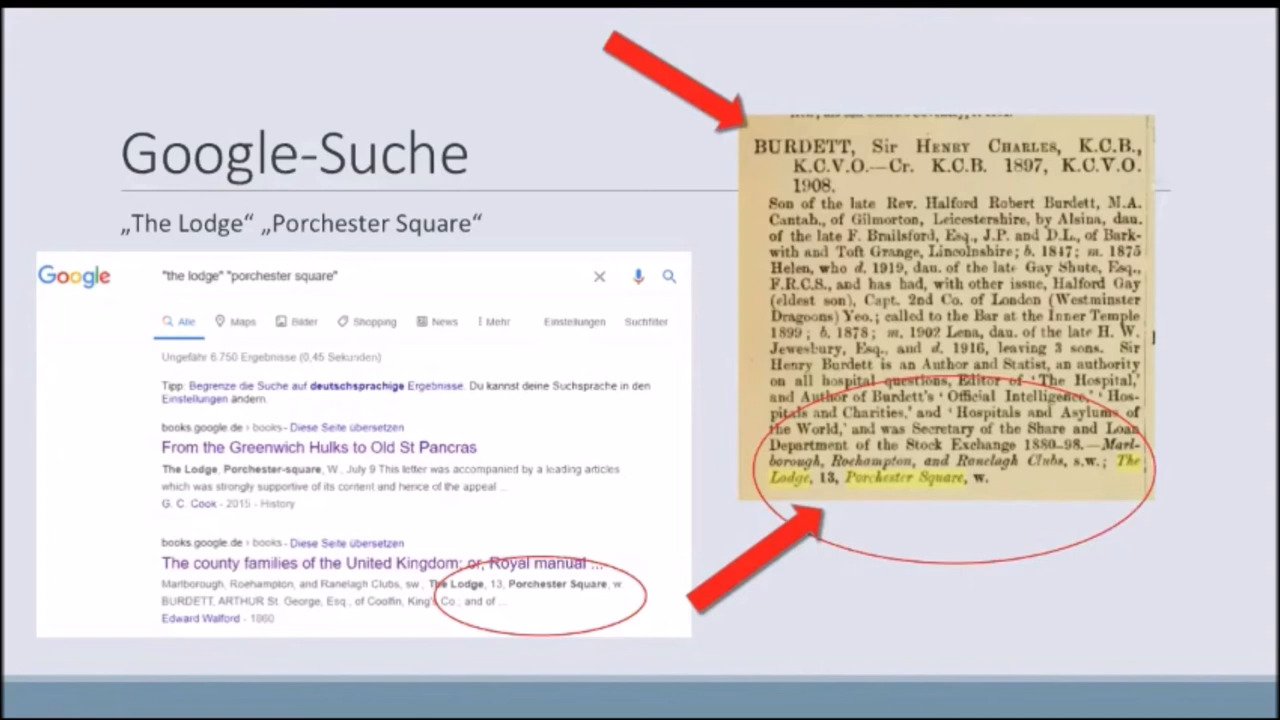 Google-Suche
„The Lodge“ „Porchester Square“
Google
"the lodge" "porchester square"
Alle Maps Bilder Shopping News Mehr Einstellungen Suchfilter
Ungefähr 6.750 Ergebnisse (0,45 Sekunden)
Tipp: Begrenze die Suche auf deutschsprachige Ergebnisse. Du kannst deine Suchsprache in den
Einstellungen ändern.
books.google.de › books - Diese Seite übersetzen
From the Greenwich Hulks to Old St Pancras
The Lodge, Porchester-square, W., July 9 This letter was accompanied by a leading articles
which was strongly supportive of its content and hence of the appeal ...
G. C. Cook - 2015 - History
books.google.de › books - Diese Seite übersetzen
The county families of the United Kingdom; or, Royal manual ...
Marlborough, Roehampton, and Ranelagh Clubs, sw., The Lodge, 13, Porchester Square, w
BURDETT, ARTHUR St. George, Esq., of Coolfin, King's Co., and of ...
Edward Walford - 1860
BURDETT, Sir HENRY CHARLES, K.C.B.,
K.C.V.O.—Cr. K.C.B. 1897, K.C.V.O.
1908.
Son of the late Rev. Halford Robert Burdett, M.A.
Cantab., of Gilmorton, Leicestershire, by Alsina, dau.
of the late F. Brailsford, Esq., J.P. and D.L., of Bark-
with and Toft Grange, Lincolnshire; b. 1847; m. 1875
Helen, who d. 1919, dau. of the late Gay Shute, Esq.,
F.R.C.S., and has had, with other issue, Halford Gay
(eldest son), Capt. 2nd Co. of London (Westminster
Dragoons) Yeo.; called to the Bar at the Inner Temple
1899; b. 1878; m. 1902 Lena, dau. of the late H. W.
Jewesbury, Esq., and d. 1916, leaving 3 sons. Sir
Henry Burdett is an Author and Statist, an authority
on all hospital questions, Editor of 'The Hospital,'
and Author of Burdett's 'Official Intelligence,' 'Hos-
pitals and Charities,' and 'Hospitals and Asylums of
the World,' and was Secretary of the Share and Loan
Department of the Stock Exchange 1880–98.—Marl-
borough, Roehampton, and Ranelagh Clubs, s.w.; The
Lodge, 13, Porchester Square, w.